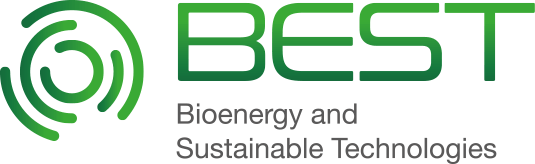 BEST
Bioenergy and
Sustainable Technologies